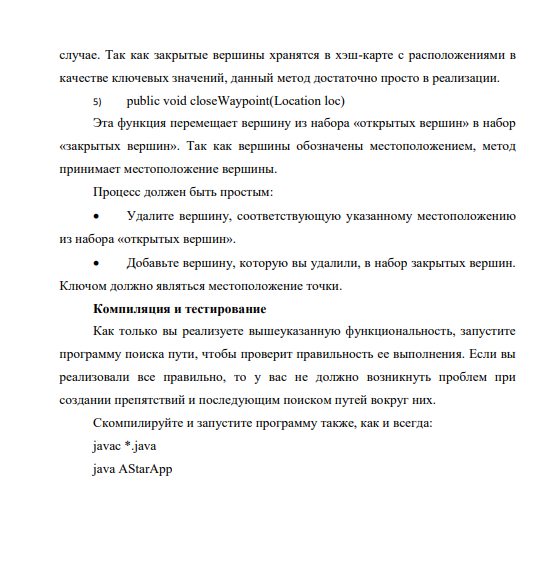 случае. Так как закрытые вершины хранятся в хэш-карте с расположениями в
качестве ключевых значений, данный метод достаточно просто в реализации.
5) public void closeWaypoint(Location loc)
Эта функция перемещает вершину из набора «открытых вершин» в набор
«закрытых вершин». Так как вершины обозначены местоположением, метод
принимает местоположение вершины.
Процесс должен быть простым:
• Удалите вершину, соответствующую указанному местоположению
из набора «открытых вершин».
• Добавьте вершину, которую вы удалили, в набор закрытых вершин.
Ключом должно являться местоположение точки.
Компиляция и тестирование
Как только вы реализуете вышеуказанную функциональность, запустите
программу поиска пути, чтобы проверит правильность ее выполнения. Если вы
реализовали все правильно, то у вас не должно возникнуть проблем при
создании препятствий и последующим поиском путей вокруг них.
Скомпилируйте и запустите программу также, как и всегда:
javac *.java
java AStarApp